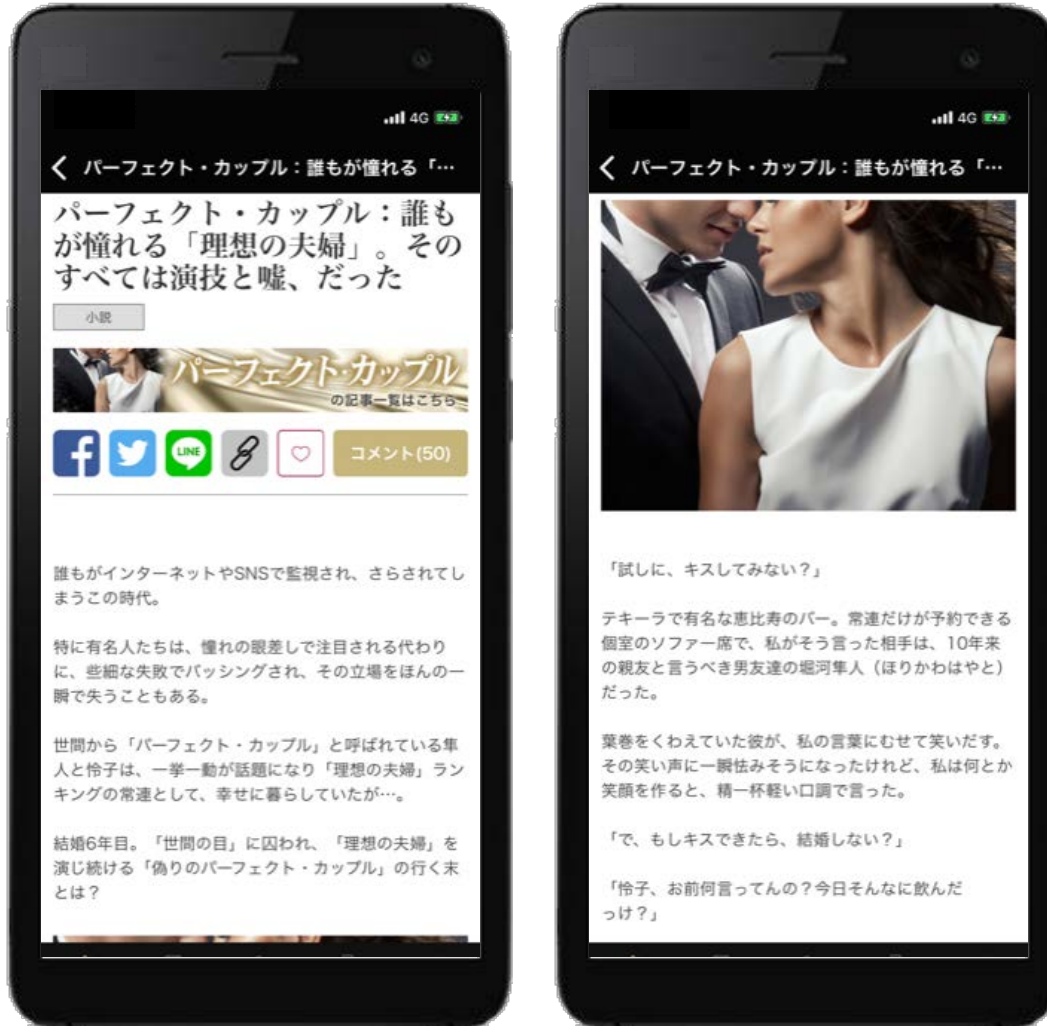 4G
パーフェクト・カップル：誰もが憧れる「…
パーフェクト・カップル：誰も
が憧れる「理想の夫婦」。その
すべては演技と嘘、だった
小説
パーフェクト・カップル
の記事一覧はこちら
LINE
コメント(50)
誰もがインターネットやSNSで監視され、さらされてし
まうこの時代。
特に有名人たちは、憧れの眼差しで注目される代わり
に、些細な失敗でバッシングされ、その立場をほんの一
瞬で失うこともある。
世間から「パーフェクト・カップル」と呼ばれている隼
人と怜子は、一挙一動が話題になり「理想の夫婦」ラン
キングの常連として、幸せに暮らしていたが…。
結婚6年目。「世間の目」に囚われ、「理想の夫婦」を
演じ続ける「偽りのパーフェクト・カップル」の行く末
とは？
4G
パーフェクト・カップル：誰もが憧れる「…
「試しに、キスしてみない？」
テキーラで有名な恵比寿のバー。常連だけが予約できる
個室のソファー席で、私がそう言った相手は、10年来
の親友と言うべき男友達の堀河隼人（ほりかわはやと）
だった。
葉巻をくわえていた彼が、私の言葉にむせて笑いだす。
その笑い声に一瞬怯みそうになったけれど、私は何とか
笑顔を作ると、精一杯軽い口調で言った。
「で、もしキスできたら、結婚しない？」
「怜子、お前何言ってんの？今日そんなに飲んだ
っけ？」